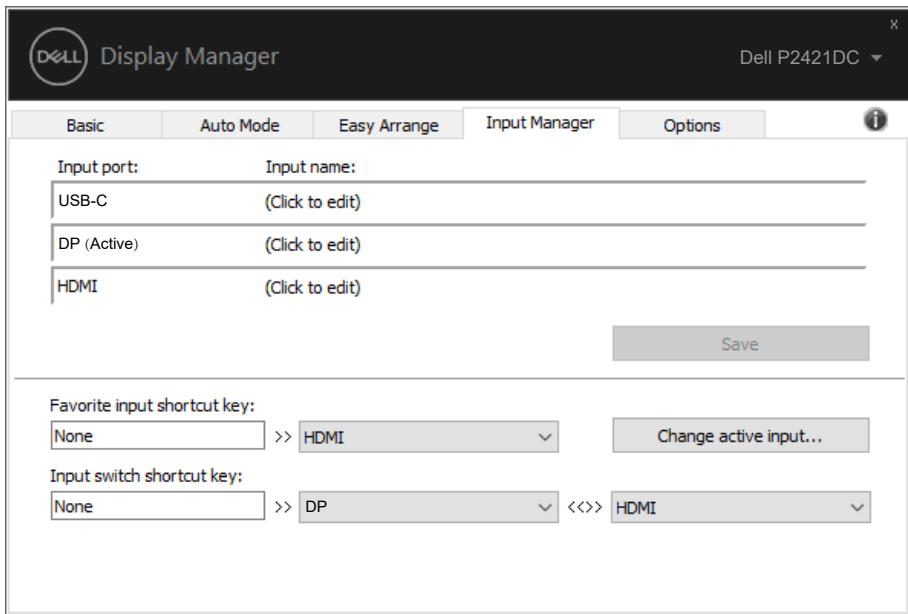 x
DELL Display Manager Dell P2421DC
Basic Auto Mode Easy Arrange Input Manager Options i
Input port: Input name:
USB-C (Click to edit)
DP (Active) (Click to edit)
HDMI (Click to edit)
Save
Favorite input shortcut key:
None >> HDMI Change active input...
Input switch shortcut key:
None >> DP <<>> HDMI